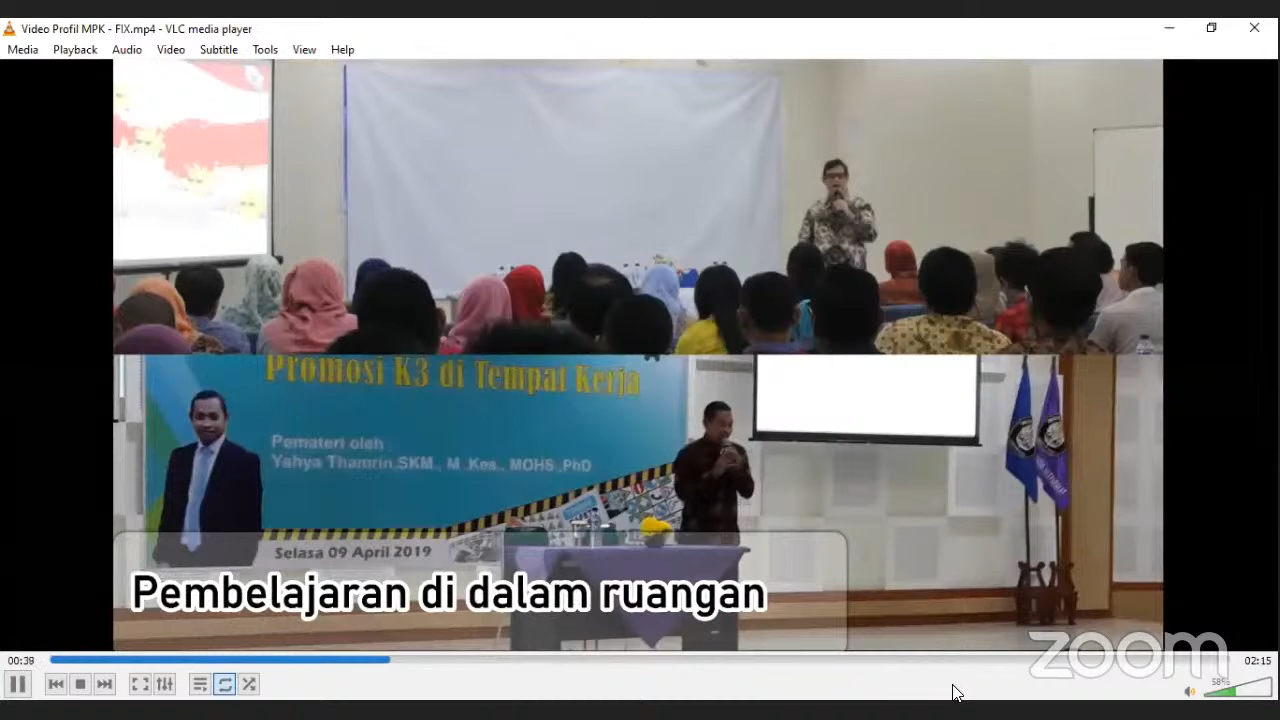 Video Profil MPK - FIX.mp4 - VLC media player
Media Playback Audio Video Subtitle Tools View Help
Promosi K3 di Tempat Kerja
Pemateri oleh :
Yahya Thamrin,SKM., M .Kes., MOHS.,PhD
Selasa 09 April 2019
Pembelajaran di dalam ruangan
zoom
00:39
02:15
58%